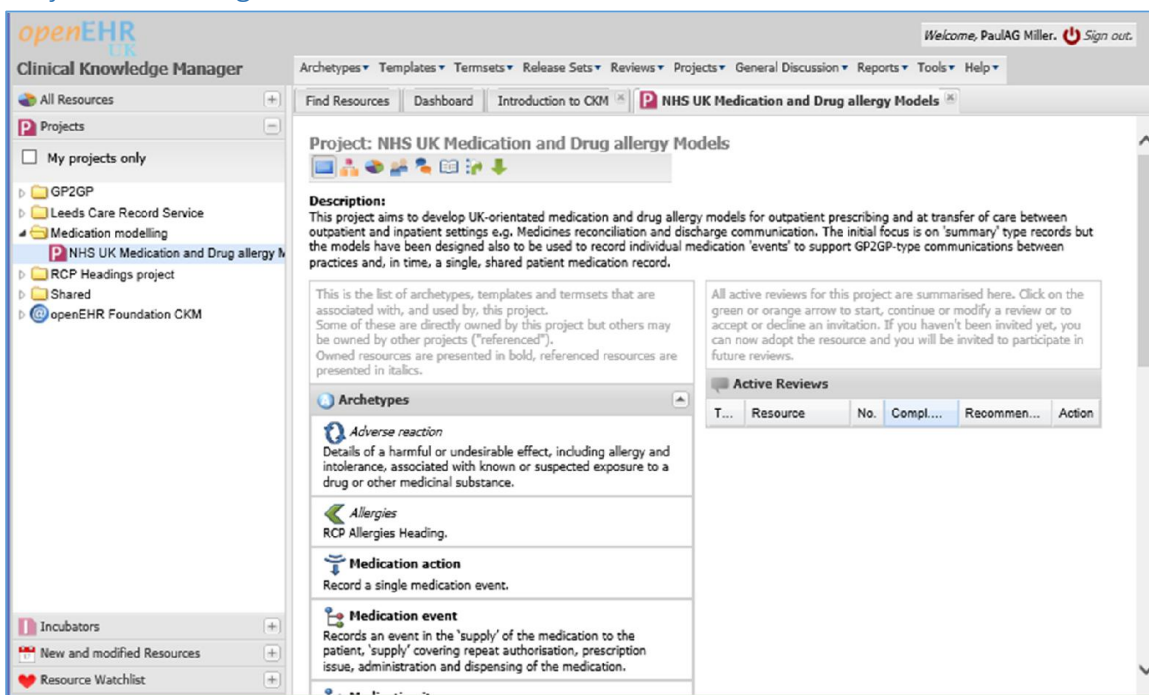 openEHR
UK
Clinical Knowledge Manager
Welcome, PaulAG Miller. Sign out.
Archetypes Templates Termsets Release Sets Reviews Projects General Discussion Reports Tools Help
All Resources
Projects
My projects only
GP2GP
Leeds Care Record Service
Medication modelling
NHS UK Medication and Drug allergy M
RCP Headings project
Shared
openEHR Foundation CKM
Incubators
New and modified Resources
Resource Watchlist
Find Resources Dashboard Introduction to CKM NHS UK Medication and Drug allergy Models
Project: NHS UK Medication and Drug allergy Models
Description:
This project aims to develop UK-orientated medication and drug allergy models for outpatient prescribing and at transfer of care between
outpatient and inpatient settings e.g. Medicines reconciliation and discharge communication. The initial focus is on 'summary' type records but
the models have been designed also to be used to record individual medication 'events' to support GP2GP-type communications between
practices and, in time, a single, shared patient medication record.
This is the list of archetypes, templates and termsets that are
associated with, and used by, this project.
Some of these are directly owned by this project but others may
be owned by other projects ("referenced").
Owned resources are presented in bold, referenced resources are
presented in italics.
Archetypes
Adverse reaction
Details of a harmful or undesirable effect, including allergy and
intolerance, associated with known or suspected exposure to a
drug or other medicinal substance.
Allergies
RCP Allergies Heading.
Medication action
Record a single medication event.
Medication event
Records an event in the 'supply' of the medication to the
patient, 'supply' covering repeat authorisation, prescription
issue, administration and dispensing of the medication.
All active reviews for this project are summarised here. Click on the
green or orange arrow to start, continue or modify a review or to
accept or decline an invitation. If you haven't been invited yet, you
can now adopt the resource and you will be invited to participate in
future reviews.
Active Reviews
T... Resource No. Compl.... Recommen... Action